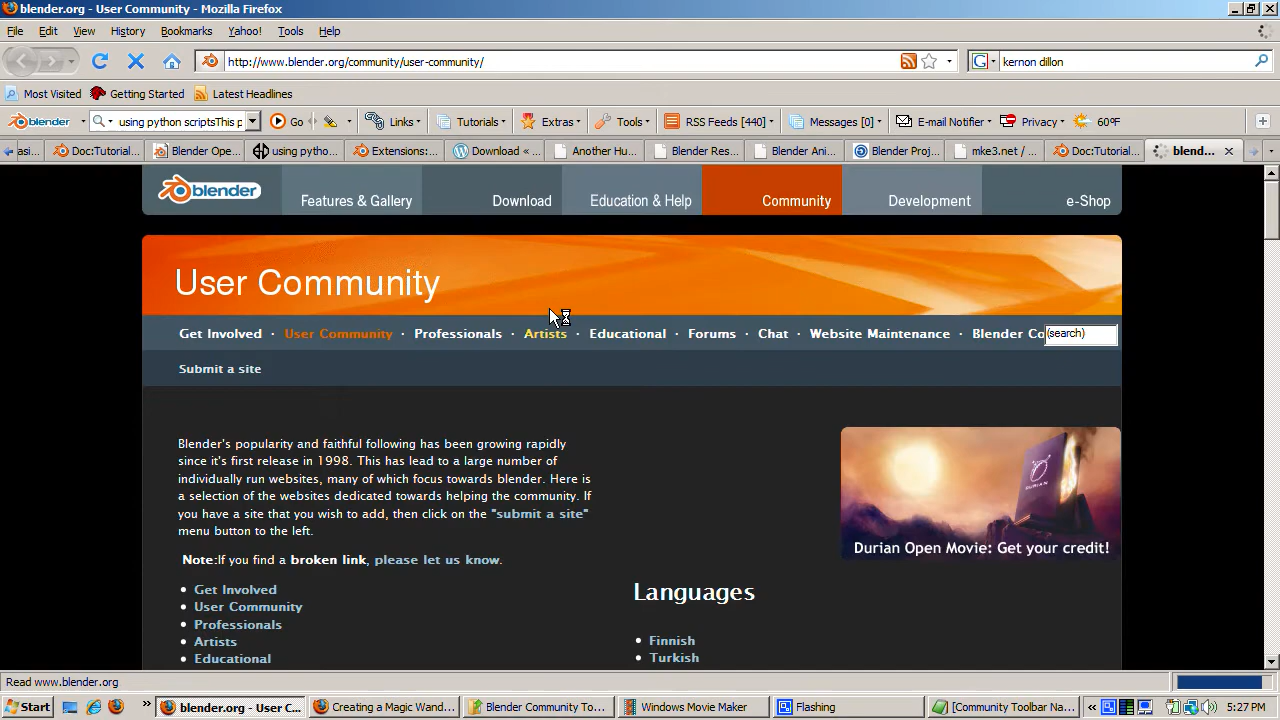 blender.org - User Community - Mozilla Firefox
File Edit View History Bookmarks Yahoo! Tools Help
http://www.blender.org/community/user-community/
kernon dillon
Most Visited Getting Started Latest Headlines
blender using python scriptsThis p Go Links Tutorials Extras Tools RSS Feeds [440] Messages [0] E-mail Notifier Privacy 60°F
asi... Doc:Tutorial... Blender Ope... using pytho... Extensions:... Download «... Another Hu... Blender Res... Blender Ani... Blender Proj... mke3.net / ... Doc:Tutorial... blend...
blender Features & Gallery Download Education & Help Community Development e-Shop
User Community
Get Involved · User Community · Professionals · Artists · Educational · Forums · Chat · Website Maintenance · Blender Co (search)
Submit a site
Blender's popularity and faithful following has been growing rapidly
since it's first release in 1998. This has lead to a large number of
individually run websites, many of which focus towards blender. Here
is a selection of the websites dedicated towards helping the community. If
you have a site that you wish to add, then click on the "submit a site"
menu button to the left.
DURIAN
Durian Open Movie: Get your credit!
Note:If you find a broken link, please let us know.
Get Involved
User Community
Professionals
Artists
Educational
Languages
Finnish
Turkish
Read www.blender.org
Start blender.org - User C... Creating a Magic Wand... Blender Community To... Windows Movie Maker Flashing [Community Toolbar Na... 5:27 PM